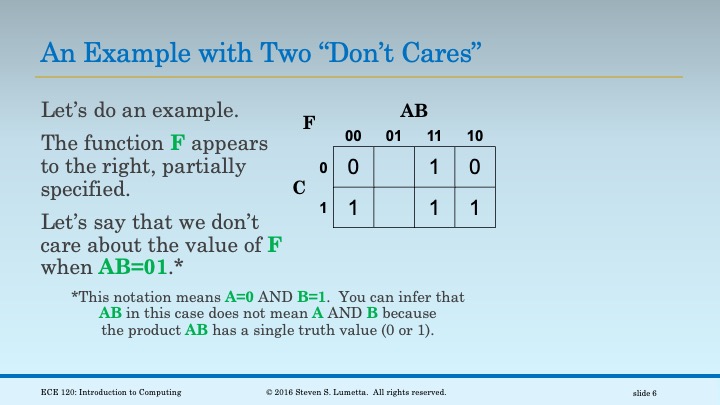 An Example with Two “Don’t Cares”
Let’s do an example.
The function F appears
to the right, partially
specified.
Let’s say that we don’t
care about the value of F
when AB=01.*
F
AB
00 01 11 10
0 0 1 0
C
1 1 1 1
*This notation means A=0 AND B=1. You can infer that
AB in this case does not mean A AND B because
the product AB has a single truth value (0 or 1).
ECE 120: Introduction to Computing
© 2016 Steven S. Lumetta. All rights reserved.
slide 6